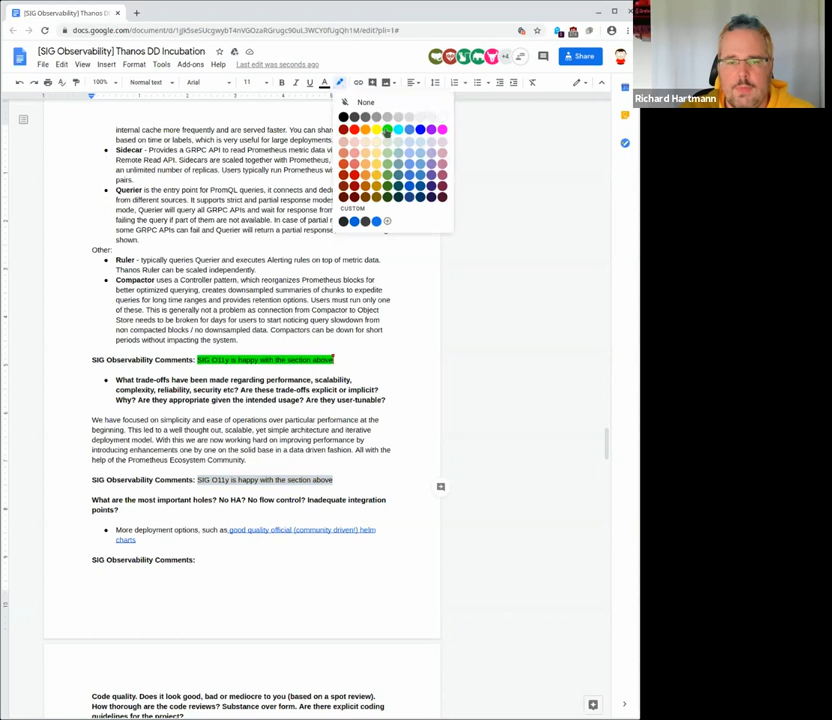 [SIG Observability] Thanos DD Incubation
docs.google.com/document/d/1gJk5seSUcgwybT4nVGOzaRGrugc90uL3WCY0fUgQh1M/edit?pli=1#
[SIG Observability] Thanos DD Incubation
File Edit View Insert Format Tools Add-ons Help Last edit was seconds ago
+4
Share
100% Normal text Arial 11
None
CUSTOM
Richard Hartmann
internal cache more frequently and are served faster. You can share
based on time or labels, which is very useful for large deployments.
Sidecar - Provides a GRPC API to read Prometheus metric data vi
Remote Read API. Sidecars are scaled together with Prometheus,
an unlimited number of replicas. Users typically run Prometheus wi
pairs.
Querier is the entry point for PromQL queries, it connects and ded
from different sources. It supports strict and partial response modes
mode, Querier will query all GRPC APIs and wait for response from
failing the query if part of them are not available. In case of partial r
some GRPC APIs can fail and Querier will return a partial response
shown.
Other:
Ruler - typically queries Querier and executes Alerting rules on top of metric data.
Thanos Ruler can be scaled independently.
Compactor uses a Controller pattern, which reorganizes Prometheus blocks for
better optimized querying, creates downsampled summaries of chunks to expedite
queries for long time ranges and provides retention options. Users must run only one
of these. This is generally not a problem as connection from Compactor to Object
Store needs to be broken for days for users to start noticing query slowdown from
non compacted blocks / no downsampled data. Compactors can be down for short
periods without impacting the system.
SIG Observability Comments: SIG O11y is happy with the section above
What trade-offs have been made regarding performance, scalability,
complexity, reliability, security etc? Are these trade-offs explicit or implicit?
Why? Are they appropriate given the intended usage? Are they user-tunable?
We have focused on simplicity and ease of operations over particular performance at the
beginning. This led to a well thought out, scalable, yet simple architecture and iterative
deployment model. With this we are now working hard on improving performance by
introducing enhancements one by one on the solid base in a data driven fashion. All with the
help of the Prometheus Ecosystem Community.
SIG Observability Comments: SIG O11y is happy with the section above
What are the most important holes? No HA? No flow control? Inadequate integration
points?
More deployment options, such as good quality official (community driven!) helm
charts
SIG Observability Comments:
Code quality. Does it look good, bad or mediocre to you (based on a spot review).
How thorough are the code reviews? Substance over form. Are there explicit coding
guidelines for the project?